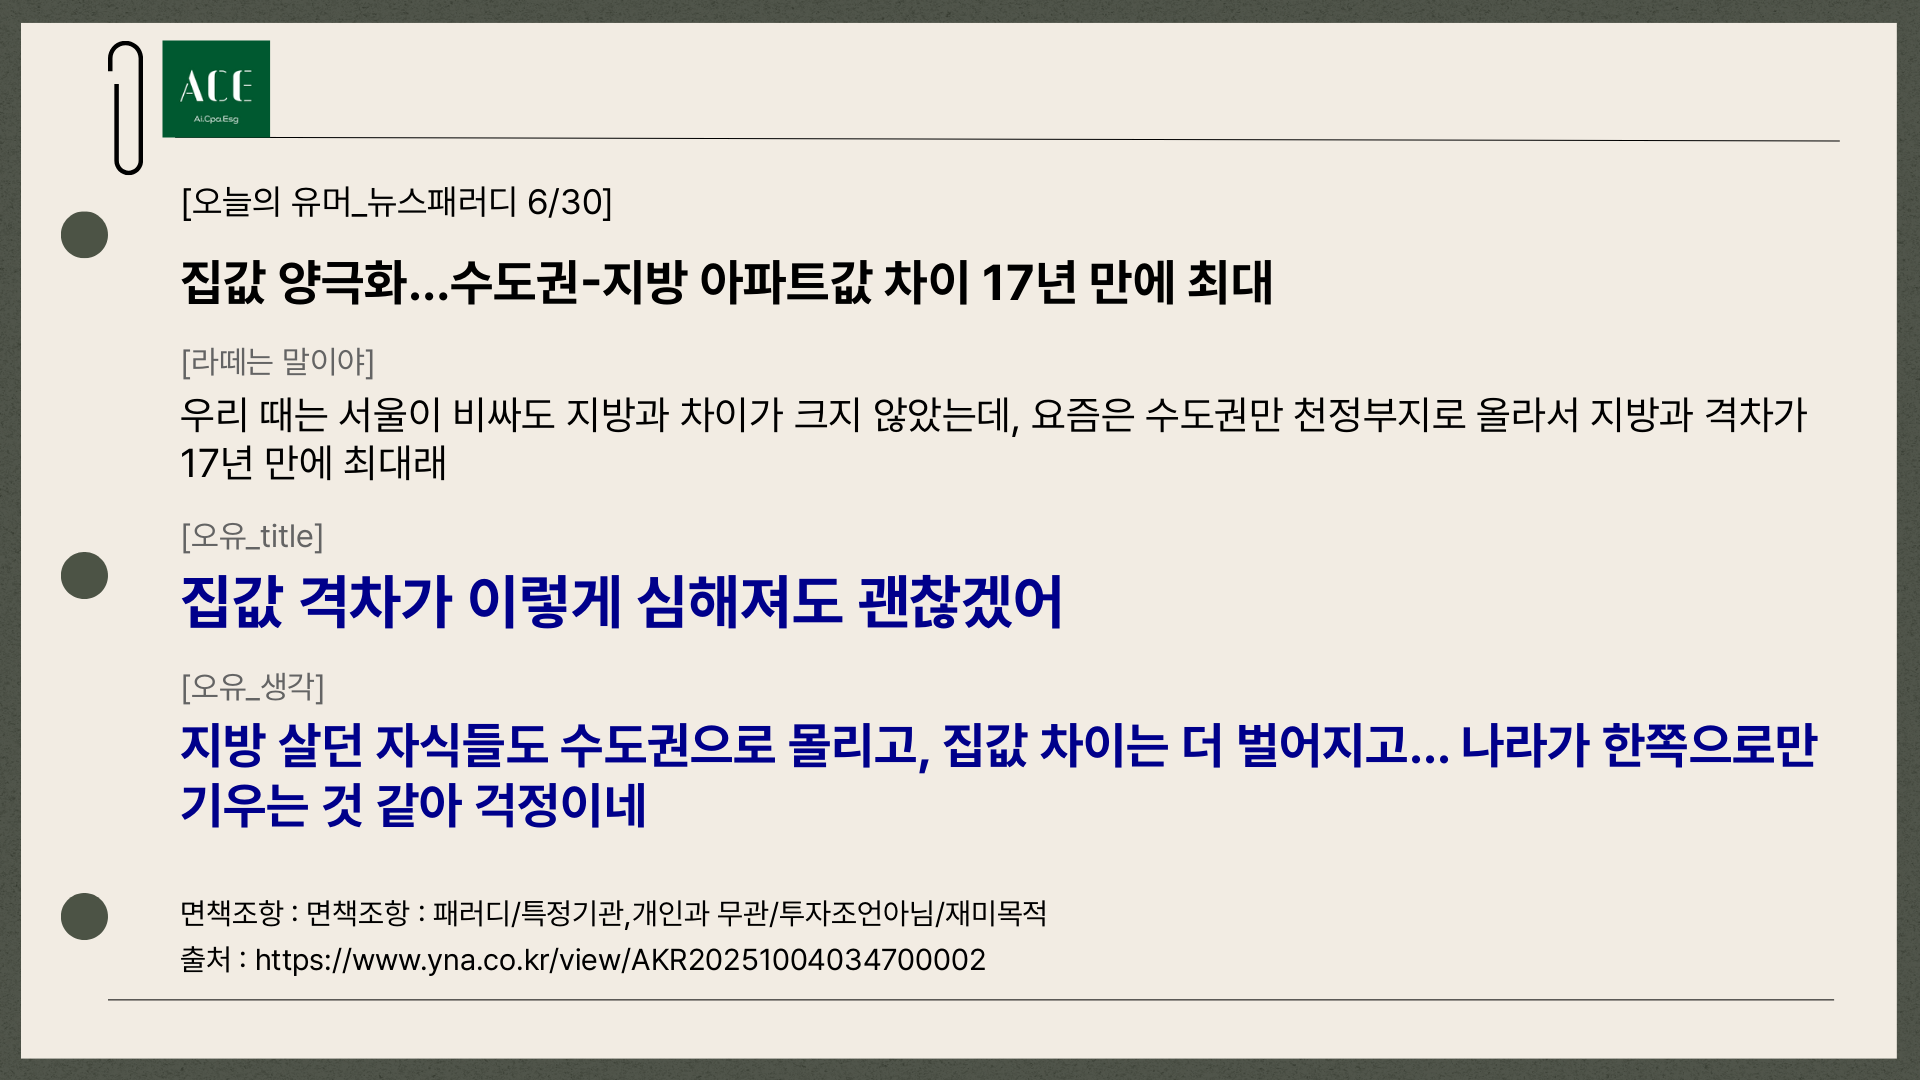 ACE
Ai.Cpa.Esg
[오늘의 유머_뉴스패러디 6/30]
집값 양극화...수도권-지방 아파트값 차이 17년 만에 최대
[라떼는 말이야]
우리 때는 서울이 비싸도 지방과 차이가 크지 않았는데, 요즘은 수도권만 천정부지로 올라서 지방과 격차가
17년 만에 최대래
[오유_title]
집값 격차가 이렇게 심해져도 괜찮겠어
[오유_생각]
지방 살던 자식들도 수도권으로 몰리고, 집값 차이는 더 벌어지고... 나라가 한쪽으로만
기우는 것 같아 걱정이네
면책조항 : 면책조항 : 패러디/특정기관,개인과 무관/투자조언아님/재미목적
출처 : https://www.yna.co.kr/view/AKR20251004034700002